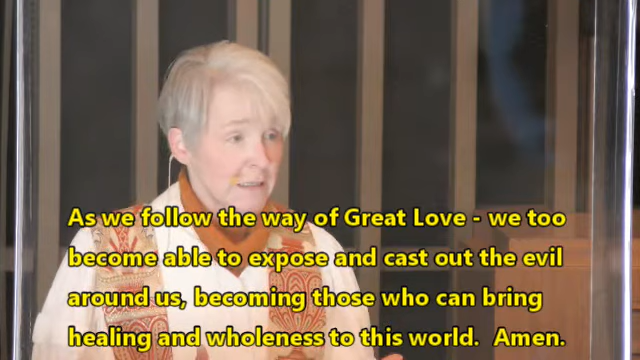 As we follow the way of Great Love - we too
become able to expose and cast out the evil
around us, becoming those who can bring
healing and wholeness to this world.  Amen.